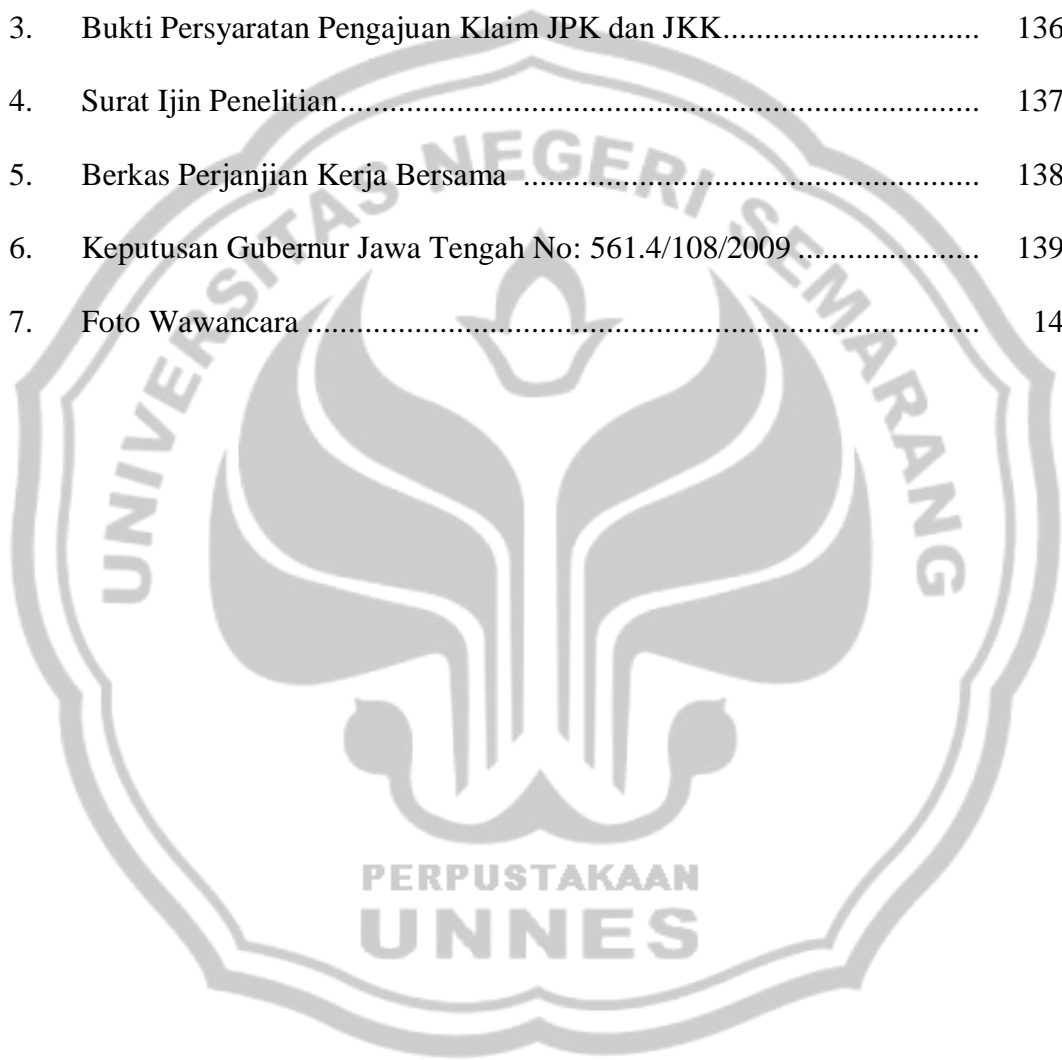 3. Bukti Persyaratan Pengajuan Klaim JPK dan JKK............................ 136
4. Surat Ijin Penelitian................................................................... 137
5. Berkas Perjanjian Kerja Bersama ................................................ 138
6. Keputusan Gubernur Jawa Tengah No: 561.4/108/2009 ................... 139
7. Foto Wawancara ...................................................................... 14
UNIVERSITAS NEGERI SEMARANG
PERPUSTAKAAN
UNNES